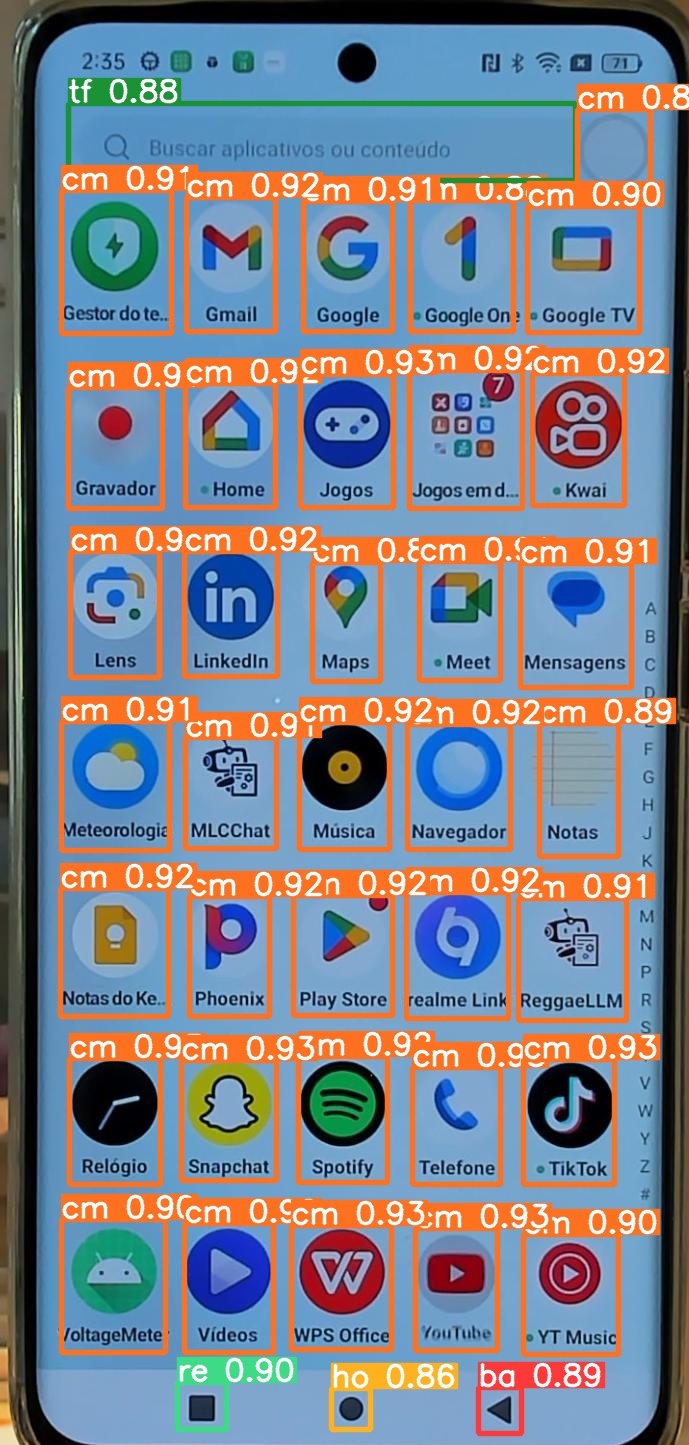 2:35 71
tf 0.88 cm 0.8
Buscar aplicativos ou conteúdo
cm 0.91 cm 0.92 cm 0.91 0.88 cm 0.90
Gestor do te.. Gmail Google Google One Google TV
cm 0.9 cm 0.92 cm 0.93 0.92 cm 0.92
7
Gravador Home Jogos Jogos em d... Kwai
cm 0.9 cm 0.92 cm 0.8 cm 0. cm 0.91
in
Lens LinkedIn Maps Meet Mensagens
A
B
C
D
cm 0.91 cm 0.91 cm 0.92 0.92 cm 0.89
E
F
G
H
Meteorologia MLCChat Música Navegador Notas
J
K
cm 0.92 cm 0.92 0.92 m 0.92 m 0.91
M
N
P
Notas do Ke.. Phoenix Play Store realme Link ReggaeLLM
R
S
cm 0.9 cm 0.93 m 0.92 cm 0.9 cm 0.93
V
W
Y
Relógio Snapchat Spotify Telefone TikTok
Z
#
cm 0.90 cm 0.9 cm 0.93 cm 0.93 0.90
VoltageMete Vídeos WPS Office YouTube YT Music
re 0.90 ho 0.86 ba 0.89